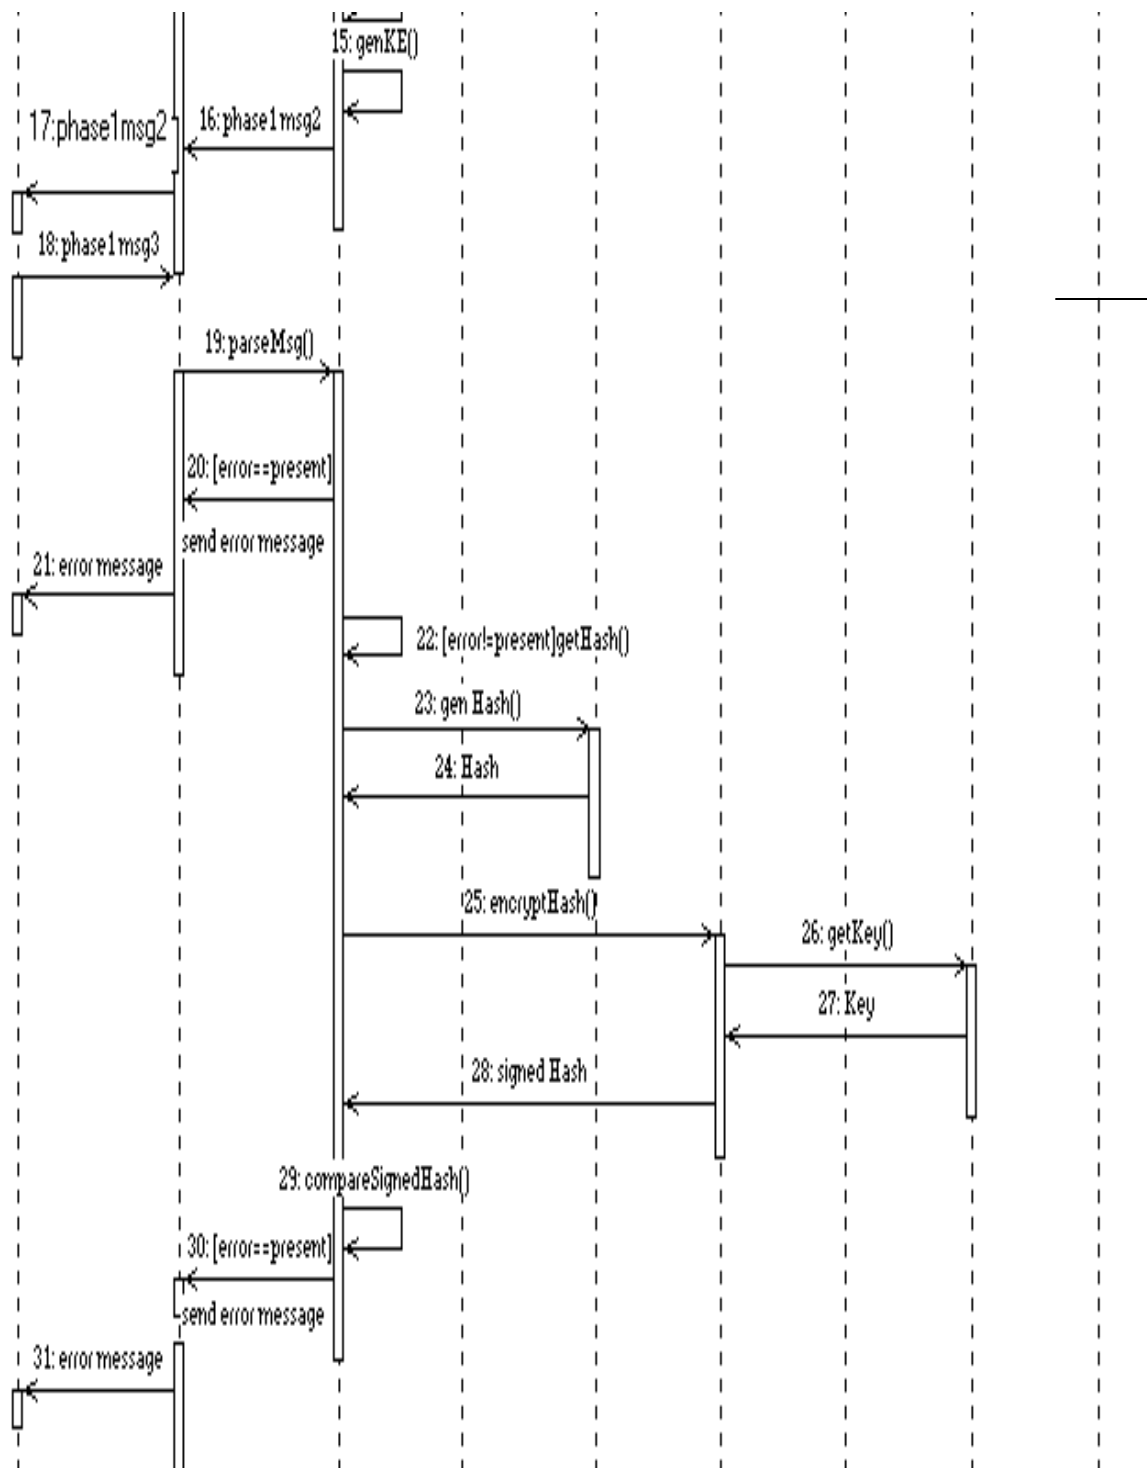 15: genKE()
17:phase1msg2
16: phase1msg2
18: phase1msg3
19: parseMsg()
20: [error==present]
send error message
21: error message
22: [error!=present]getHash()
23: gen Hash()
24: Hash
25: encryptHash()
26: getKey()
27: Key
28: signed Hash
29: compareSignedHash()
30: [error==present]
send error message
31: error message